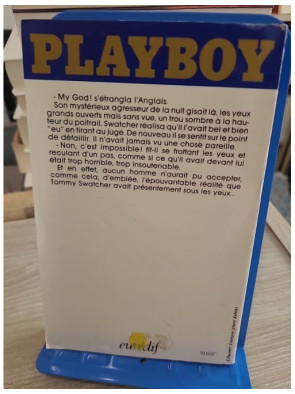 PLAYBOY
- My God! s'étrangla l'Anglais.
Son mystérieux agresseur de la nuit gisait là, les yeux
grands ouverts mais sans vue, un trou sombre à la hau-
teur du poitrail. Swatcher réalisa qu'il l'avait bel et bien
"eu" en tirant au jugé. De nouveau il se sentit sur le point
de défaillir. Il n'avait jamais vu une chose pareille.
- Non, c'est impossible! fit-il se frottant les yeux et
reculant d'un pas, comme si ce qu'il avait devant lui
était trop horrible, trop insoutenable.
Et en effet, aucun homme n'aurait pu accepter,
comme cela, d'emblée, l'épouvantable réalité que
Tommy Swatcher avait présentement sous les yeux...
eurédif